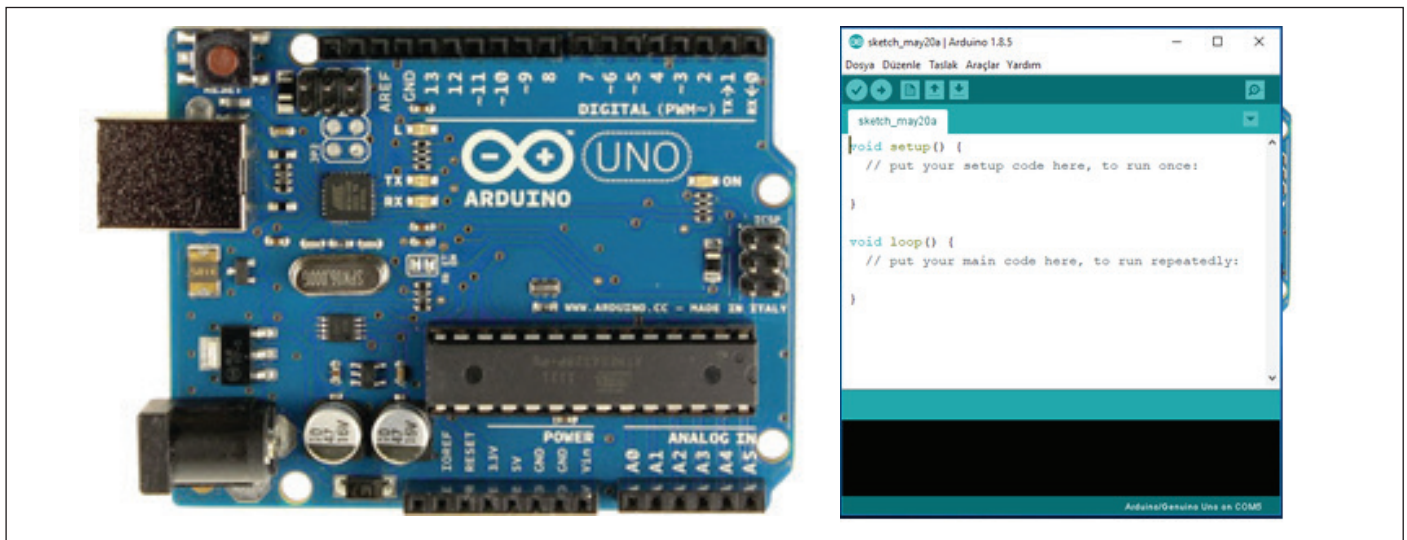 RESET
AREF
GND
13
12
~11
~10
~9
8
7
~6
~5
4
~3
2
TX→1
RX←0
DIGITAL (PWM~)
L
TX
RX
ARDUINO
UNO
ON
ICSP
WWW.ARDUINO.CC - MADE IN ITALY
IOREF
RESET
3.3V
5V
GND
GND
Vin
POWER
ANALOG IN
A0
A1
A2
A3
A4
A5
sketch_may20a | Arduino 1.8.5
Dosya Düzenle Taslak Araçlar Yardım
sketch_may20a
void setup() {
// put your setup code here, to run once:
}
void loop() {
// put your main code here, to run repeatedly:
}
Arduino/Genuino Uno on COM5